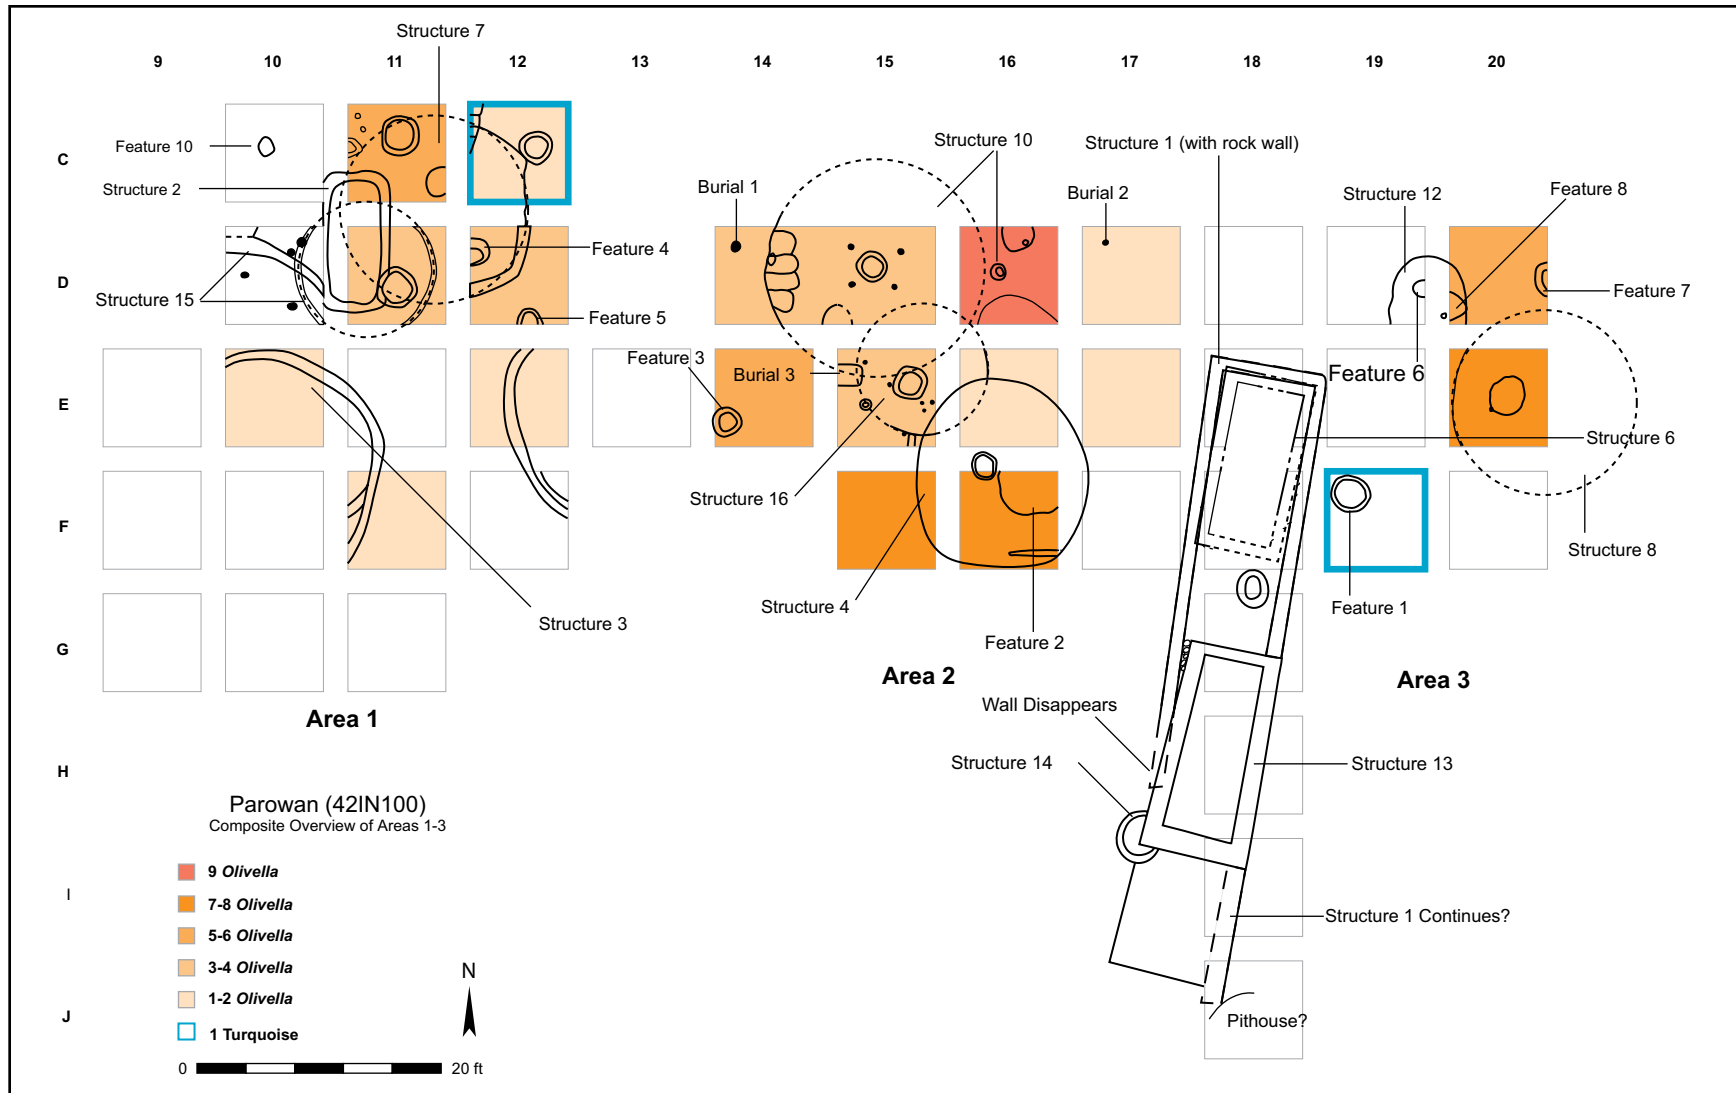 Structure 7
9 10 11 12 13 14 15 16 17 18 19 20
Structure 10
Structure 1 (with rock wall)
Feature 10
C
Structure 2
Burial 1
Burial 2
Structure 12
Feature 8
Feature 4
D
Structure 15
Feature 7
Feature 5
Feature 3
Burial 3
Feature 6
E
Structure 6
Structure 16
F
Structure 8
Structure 4
Feature 1
Structure 3
Feature 2
G
Area 2
Area 3
Wall Disappears
Area 1
Structure 14
Structure 13
H
Parowan (42IN100)
Composite Overview of Areas 1-3
9 Olivella
I
7-8 Olivella
Structure 1 Continues?
5-6 Olivella
3-4 Olivella
N
1-2 Olivella
J
Pithouse?
1 Turquoise
0 20 ft